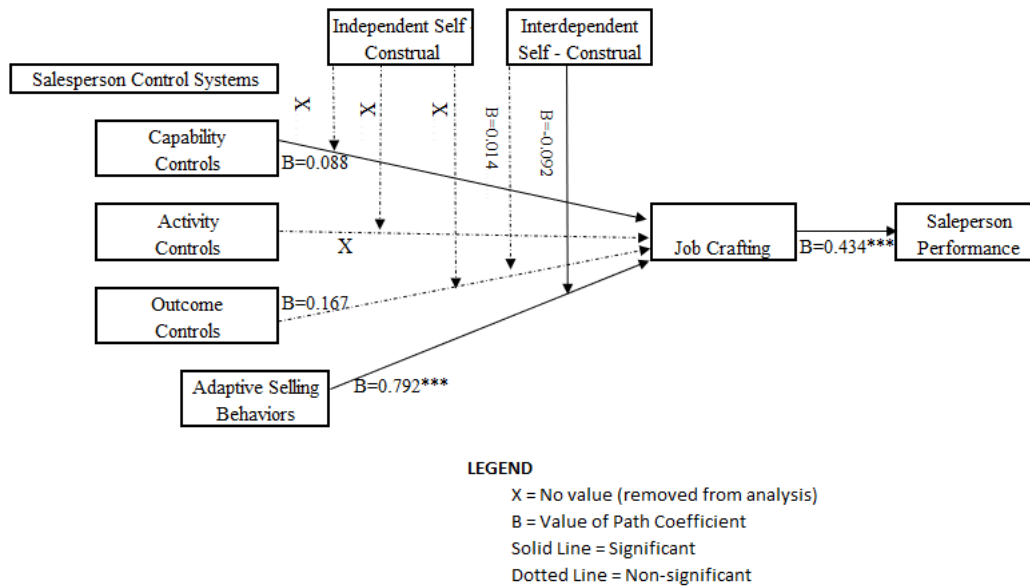 Independent Self -
Construal
Interdependent
Self - Construal
Salesperson Control Systems
X
X
X
B=0.014
B=-0.092
Capability
Controls
B=0.088
Activity
Controls
X
Job Crafting
B=0.434***
Saleperson
Performance
Outcome
Controls
B=0.167
Adaptive Selling
Behaviors
B=0.792***
LEGEND
X = No value (removed from analysis)
B = Value of Path Coefficient
Solid Line = Significant
Dotted Line = Non-significant